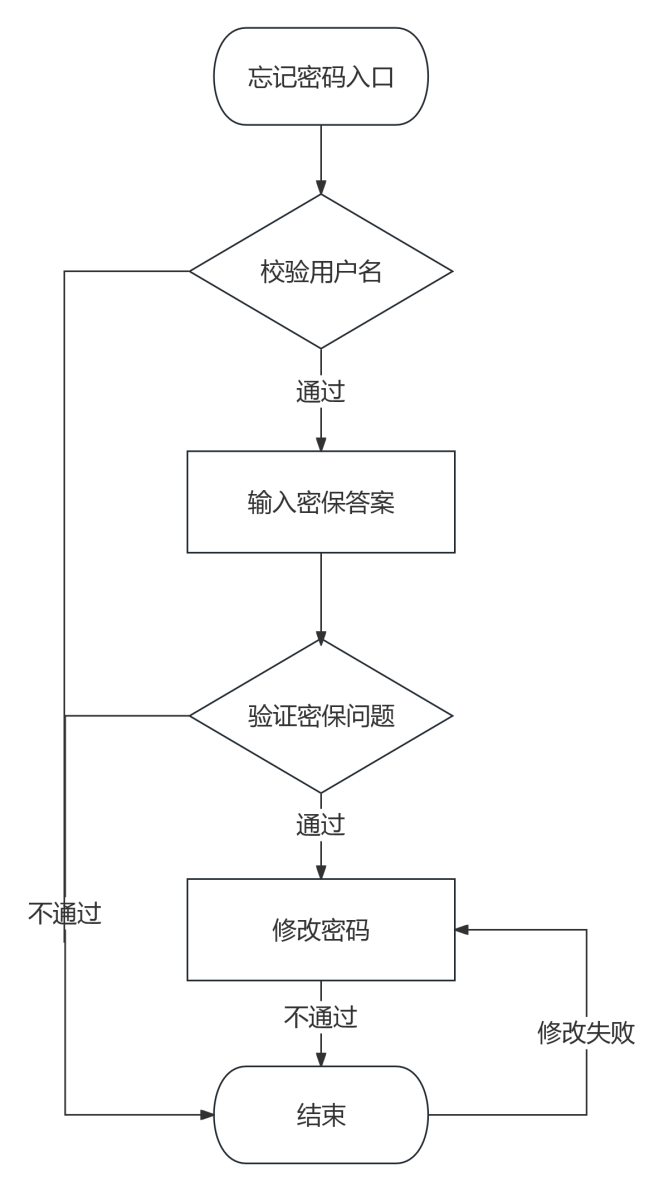 忘记密码入口
校验用户名
通过
输入密保答案
验证密保问题
通过
不通过
修改密码
不通过
修改失败
结束